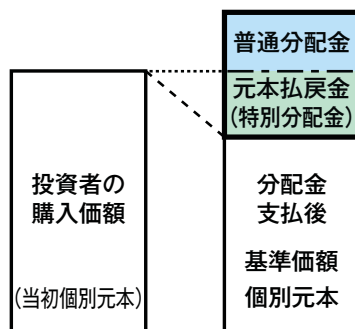 普通分配金
元本払戻金
(特別分配金)
投資者の
購入価額
(当初個別元本)
分配金
支払後
基準価額
個別元本